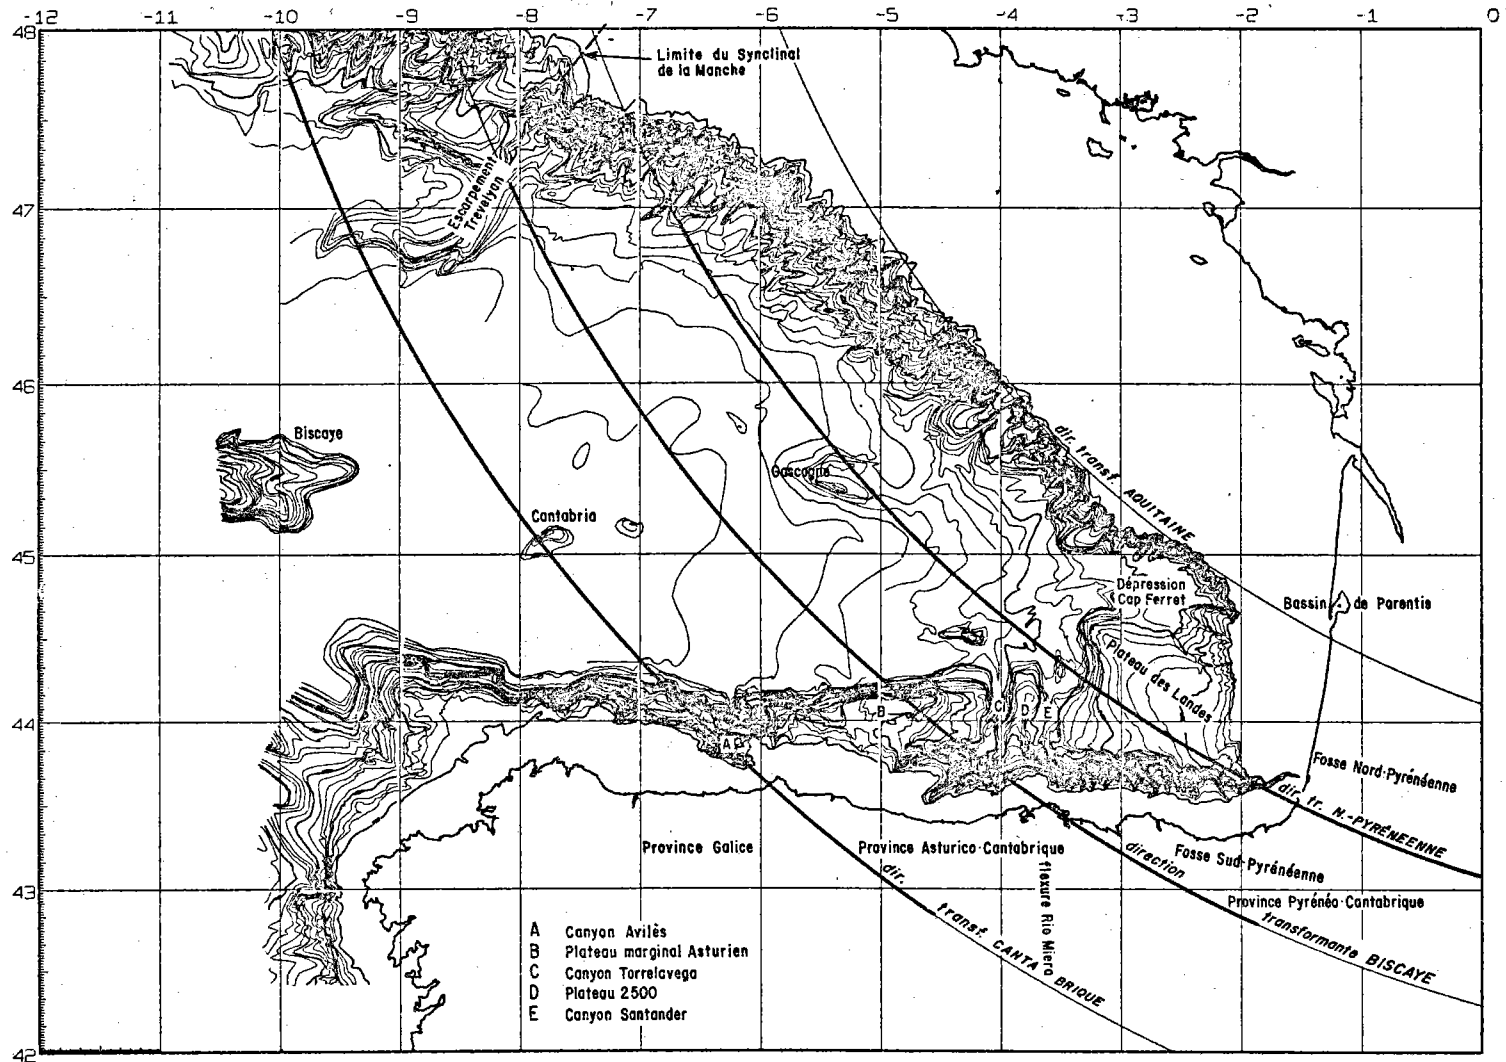 -12 -11 -10 -9 -8 -7 -6 -5 -4 -3 -2 -1 0
48
47
46
45
44
43
42
Limite du Synclinal
de la Manche
Escarpement
Trevelyan
Biscaye
Cantabria
Gascogne
dir. transf. AQUITAINE
Dépression
Cap Ferret
Bassin de Parentis
Plateau des Landes
A
B
C
D
E
Fosse Nord-Pyrénéenne
dir. tr. N.-PYRÉNEENNE
Province Galice
Province Asturico-Cantabrique
Fosse Sud-Pyrénéenne
Province Pyrénéo-Cantabrique
direction
transformante BISCAYE
flexure Rio Miera
dir.
transf. CANTABRIQUE
A Canyon Avilès
B Plateau marginal Asturien
C Canyon Torrelavega
D Plateau 2500
E Canyon Santander